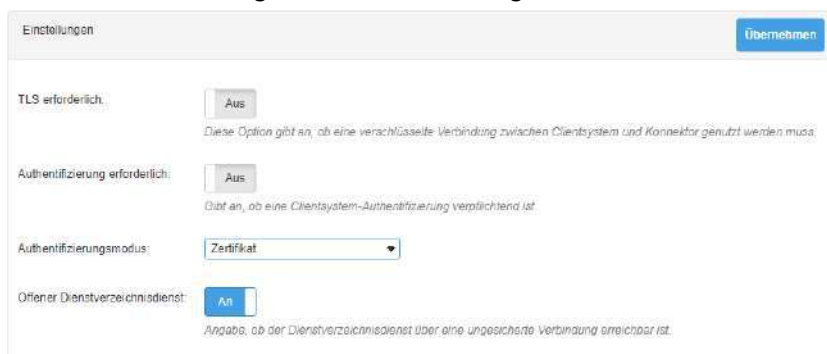 Einstellungen
Übernehmen
TLS erforderlich:
Aus
Diese Option gibt an, ob eine verschlüsselte Verbindung zwischen Clientsystem und Konnektor genutzt werden muss.
Authentifizierung erforderlich:
Aus
Gibt an, ob eine Clientsystem-Authentifizierung verpflichtend ist.
Authentifizierungsmodus:
Zertifikat
Offener Dienstverzeichnisdienst:
An
Angabe, ob der Dienstverzeichnisdienst über eine ungesicherte Verbindung erreichbar ist.